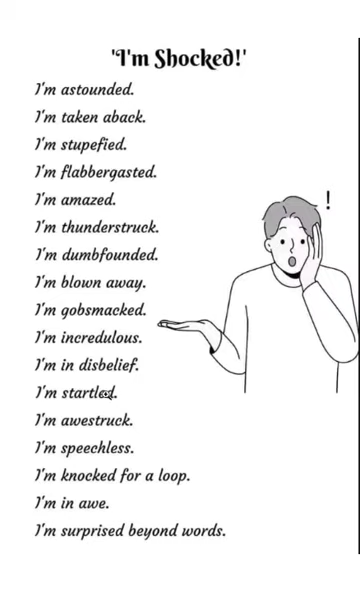 'I'm Shocked!'
I'm astounded.
I'm taken aback.
I'm stupefied.
I'm flabbergasted.
I'm amazed.
!
I'm thunderstruck.
I'm dumbfounded.
I'm blown away.
I'm gobsmacked.
I'm incredulous.
I'm in disbelief.
I'm startled.
I'm awestruck.
I'm speechless.
I'm knocked for a loop.
I'm in awe.
I'm surprised beyond words.